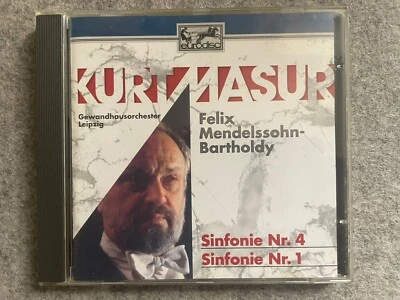 eurodisc
KURT MASUR
Gewandhausorchester
Leipzig
Felix
Mendelssohn-
Bartholdy
Sinfonie Nr. 4
Sinfonie Nr. 1